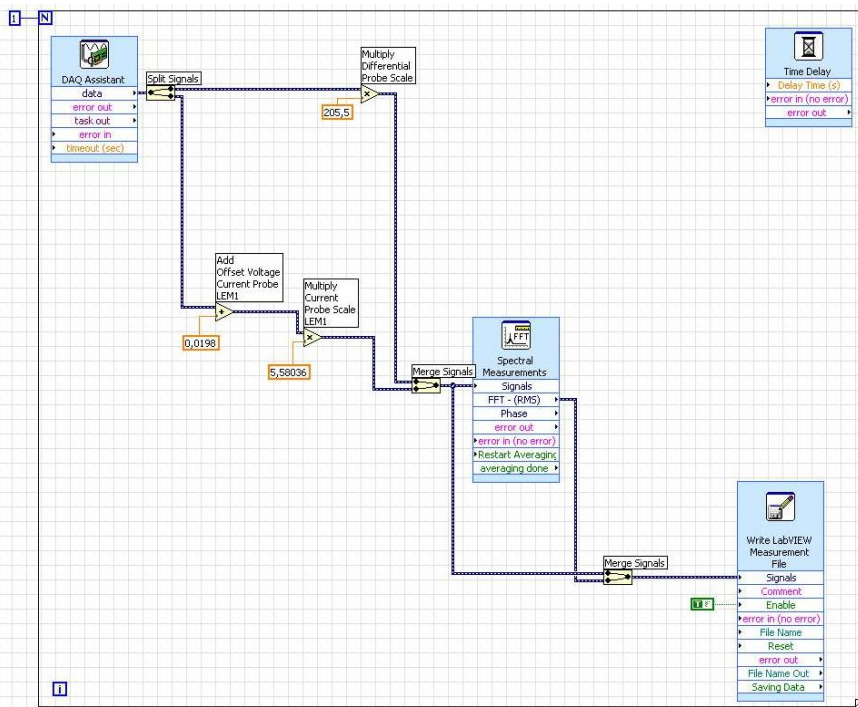 1
N
DAQ Assistant
data
error out
task out
error in
timeout (sec)
Split Signals
Multiply
Differential
Probe Scale
x
205,5
Time Delay
Delay Time (s)
error in (no error)
error out
Add
Offset Voltage
Current Probe
LEM1
+
0,0198
Multiply
Current
Probe Scale
LEM1
x
5,58036
Merge Signals
FFT
Spectral
Measurements
Signals
FFT - (RMS)
Phase
error out
error in (no error)
Restart Averaging
averaging done
Merge Signals
Write LabVIEW
Measurement
File
Signals
Comment
Enable
error in (no error)
File Name
Reset
error out
File Name Out
Saving Data
T F
i